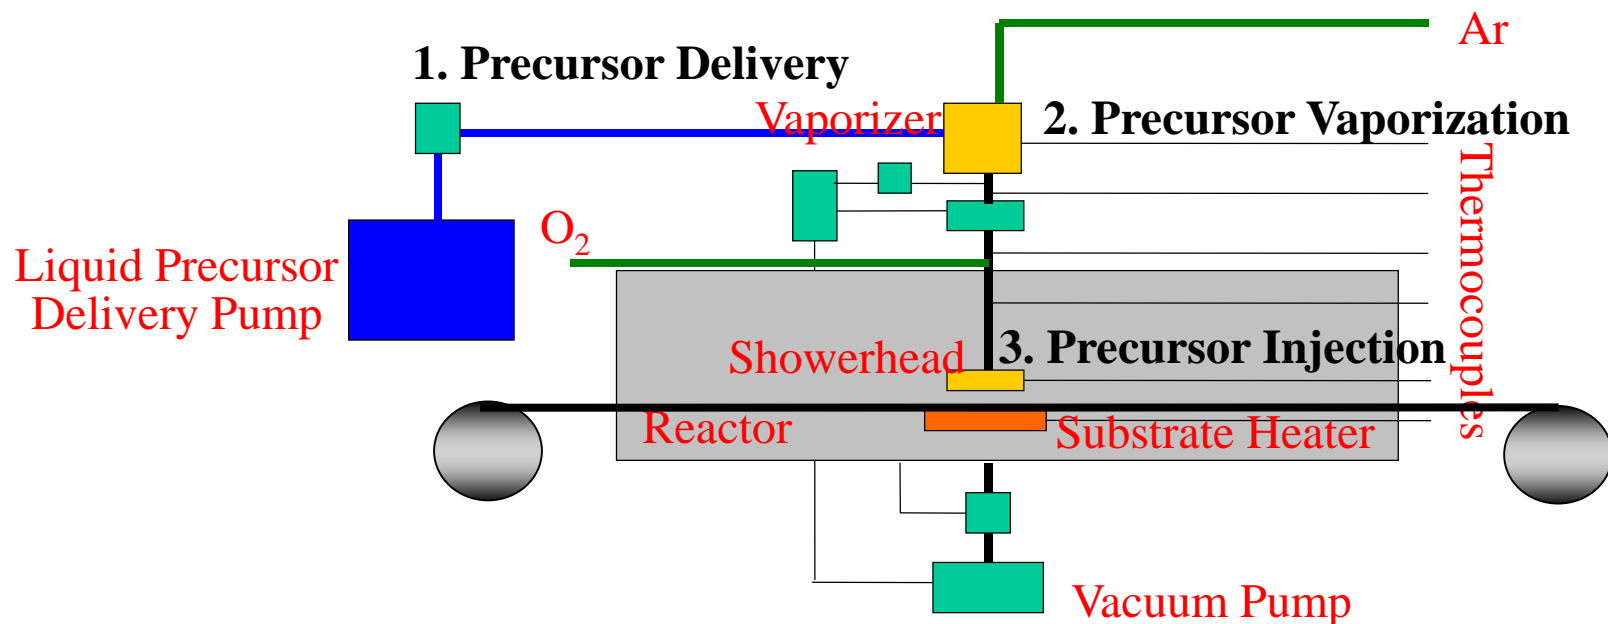 Ar
1. Precursor Delivery
Vaporizer
2. Precursor Vaporization
Thermocouples
O₂
Liquid Precursor
Delivery Pump
Showerhead
3. Precursor Injection
Reactor
Substrate Heater
Vacuum Pump